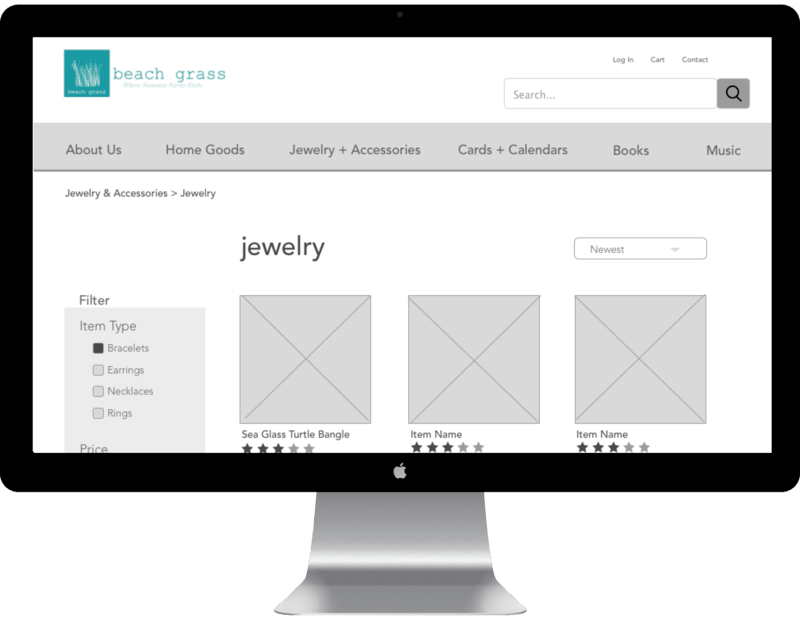 beach grass
beach grass
Where Summer Never Ends
Log In Cart Contact
Search...
About Us Home Goods Jewelry + Accessories Cards + Calendars Books Music
Jewelry & Accessories > Jewelry
jewelry
Newest
Filter
Item Type
Bracelets
Earrings
Necklaces
Rings
Price
Sea Glass Turtle Bangle Item Name Item Name